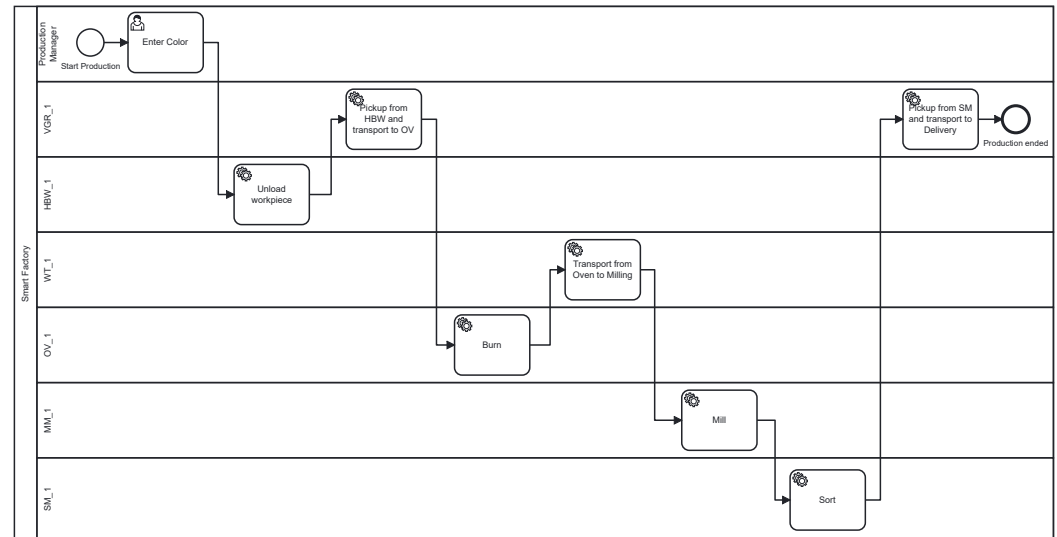 Smart Factory
Production
Manager
Start Production
Enter Color
VGR_1
Pickup from
HBW and
transport to OV
Pickup from SM
and transport to
Delivery
Production ended
HBW_1
Unload
workpiece
WT_1
Transport from
Oven to Milling
OV_1
Burn
MM_1
Mill
SM_1
Sort